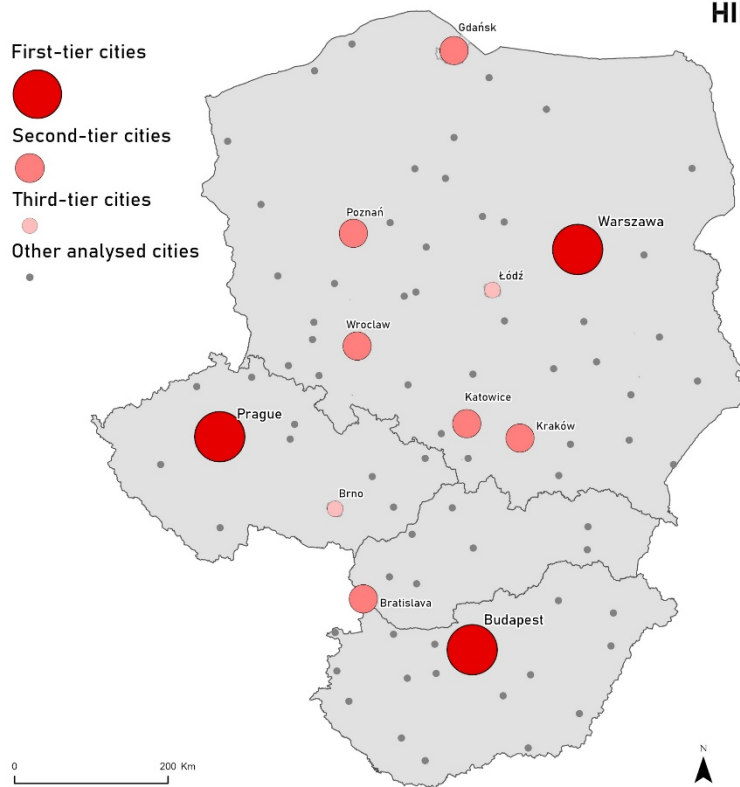 HI
First-tier cities
Second-tier cities
Third-tier cities
Other analysed cities
Gdańsk
Poznań
Warszawa
Łódź
Wroclaw
Katowice
Kraków
Prague
Brno
Bratislava
Budapest
0 200 Km
N